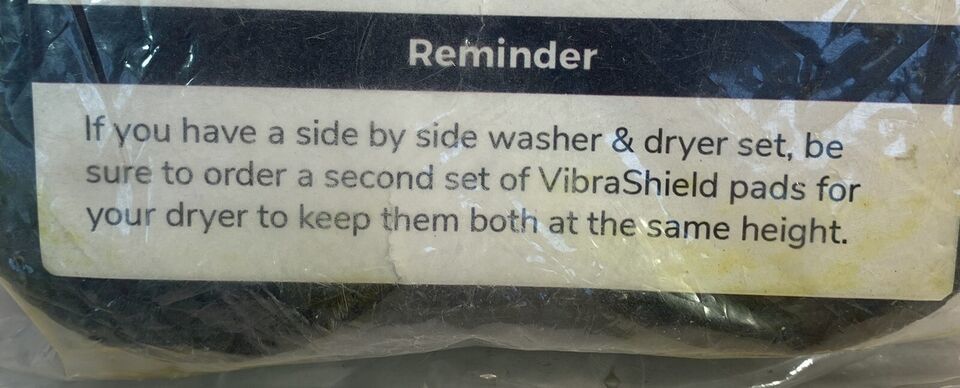 Reminder
If you have a side by side washer & dryer set, be
sure to order a second set of VibraShield pads for
your dryer to keep them both at the same height.